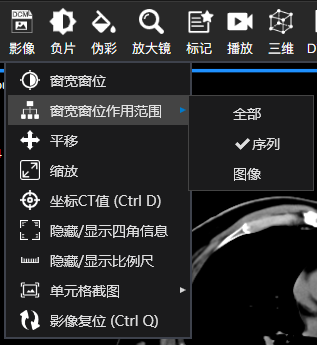 DCM
影像 负片 伪彩 放大镜 标记 播放 三维 D
窗宽窗位
窗宽窗位作用范围
全部
平移
序列
缩放
图像
坐标CT值 (Ctrl D)
隐藏/显示四角信息
隐藏/显示比例尺
单元格截图
影像复位 (Ctrl Q)